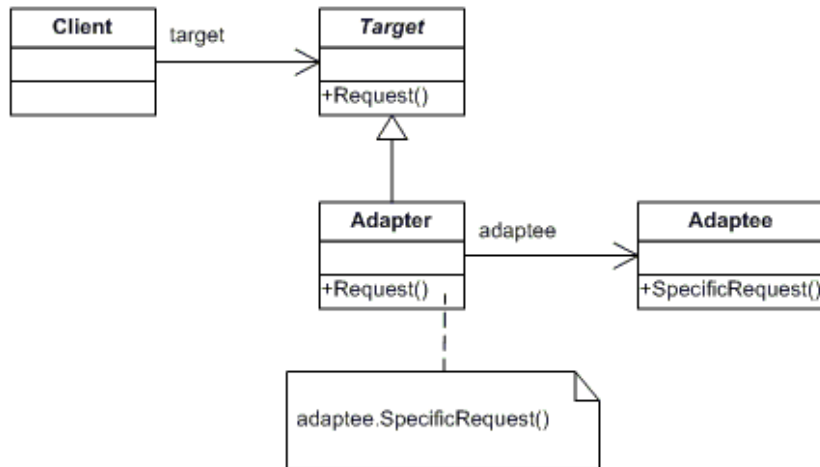 Client
target
Target
+Request()
Adapter
adaptee
Adaptee
+Request()
+SpecificRequest()
adaptee.SpecificRequest()